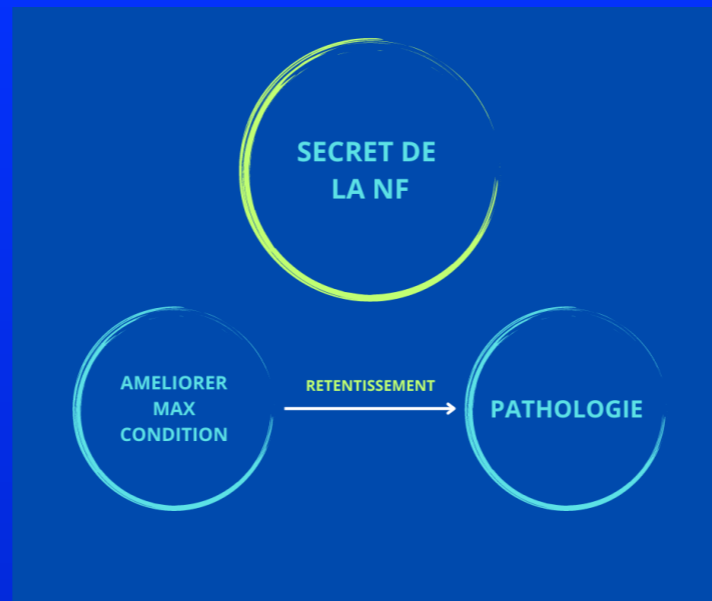 SECRET DE
LA NF
AMELIORER
MAX
CONDITION
RETENTISSEMENT
PATHOLOGIE